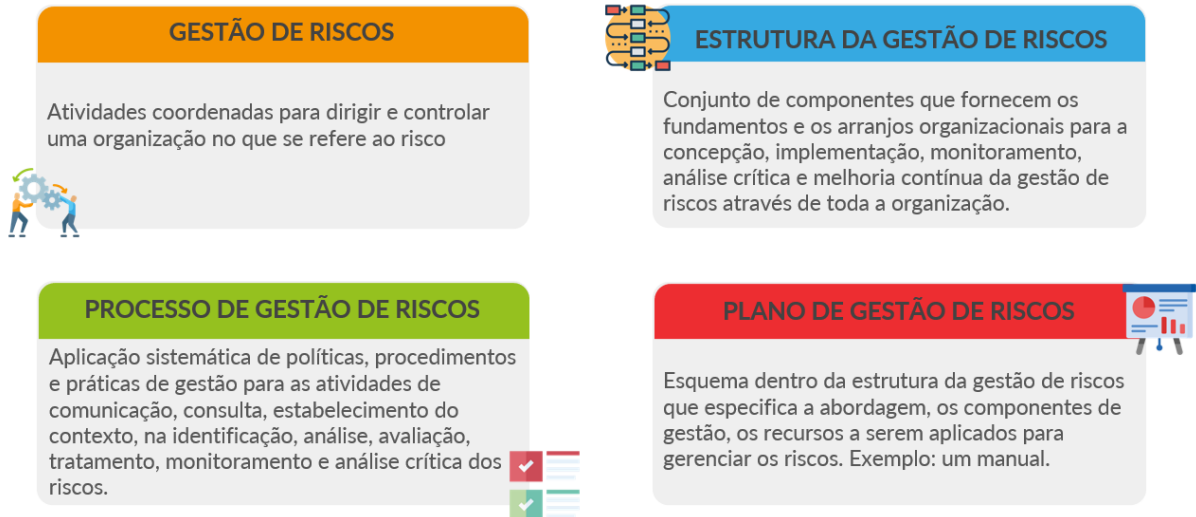 GESTÃO DE RISCOS
Atividades coordenadas para dirigir e controlar
uma organização no que se refere ao risco
ESTRUTURA DA GESTÃO DE RISCOS
Conjunto de componentes que fornecem os
fundamentos e os arranjos organizacionais para a
concepção, implementação, monitoramento,
análise crítica e melhoria contínua da gestão de
riscos através de toda a organização.
PROCESSO DE GESTÃO DE RISCOS
Aplicação sistemática de políticas, procedimentos
e práticas de gestão para as atividades de
comunicação, consulta, estabelecimento do
contexto, na identificação, análise, avaliação,
tratamento, monitoramento e análise crítica dos
riscos.
PLANO DE GESTÃO DE RISCOS
Esquema dentro da estrutura da gestão de riscos
que especifica a abordagem, os componentes de
gestão, os recursos a serem aplicados para
gerenciar os riscos. Exemplo: um manual.